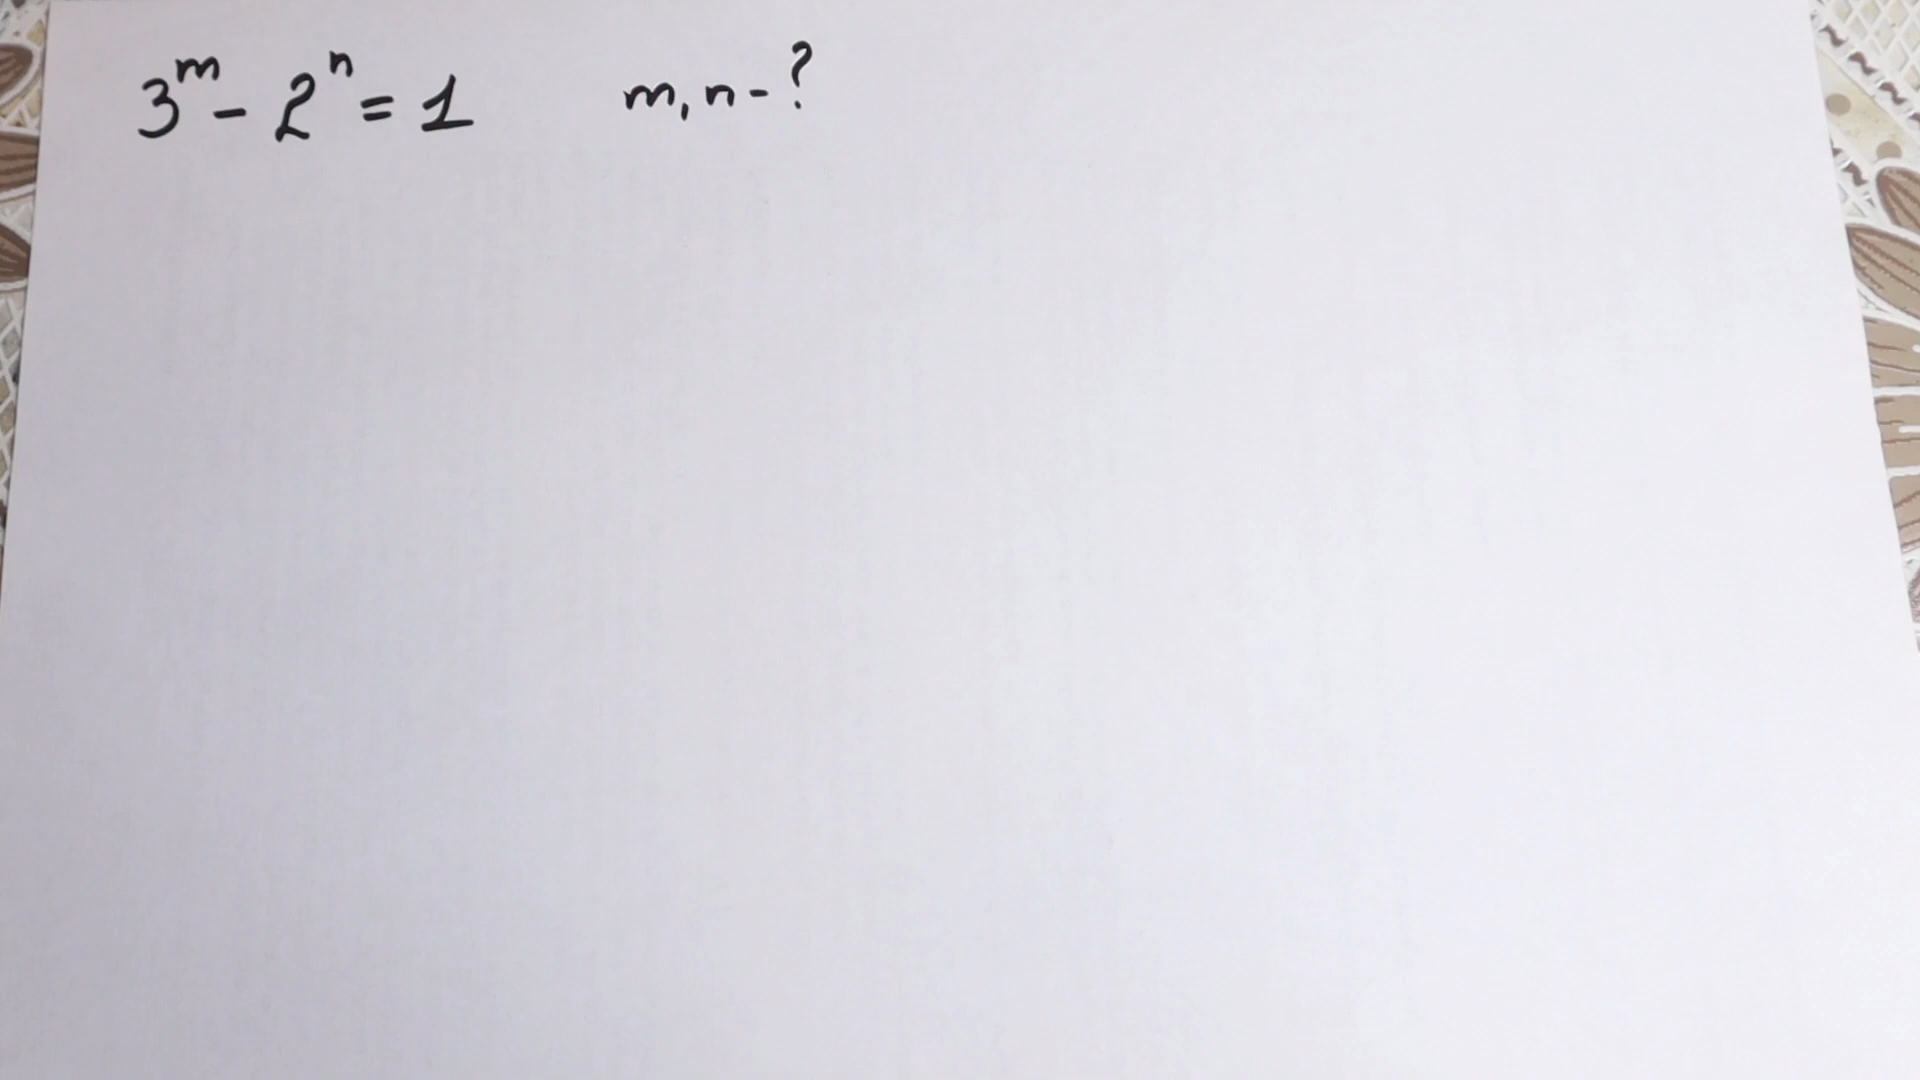 3^m - 2^n = 1 m, n - ?